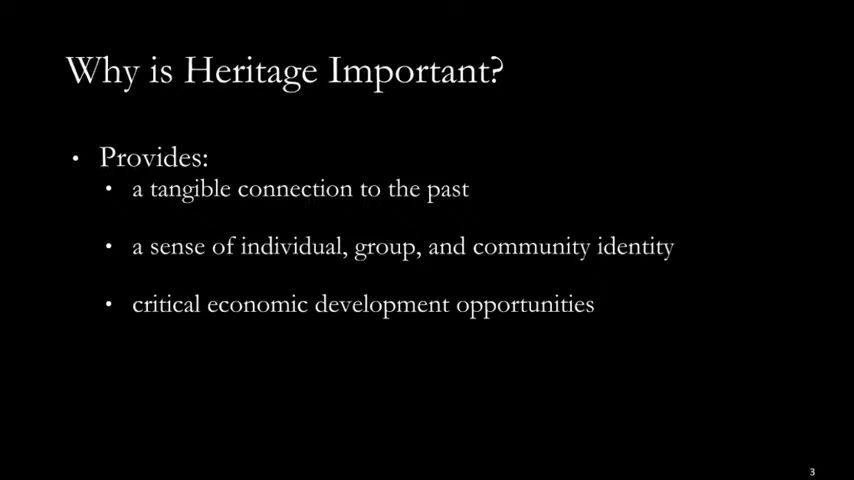 Why is Heritage Important?
• Provides:
• a tangible connection to the past
• a sense of individual, group, and community identity
• critical economic development opportunities
3